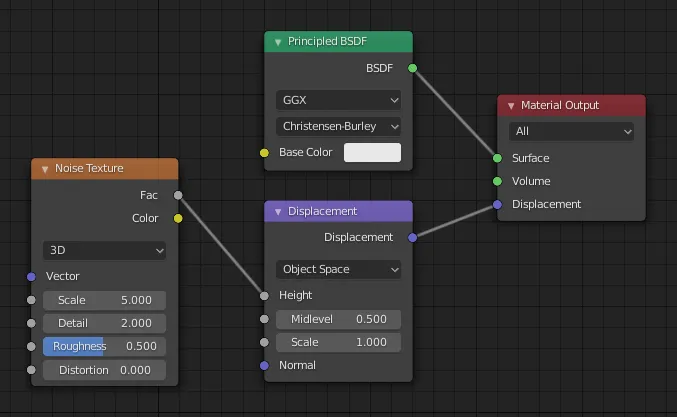 Principled BSDF
BSDF
GGX
Christensen-Burley
Base Color
Material Output
All
Surface
Volume
Displacement
Noise Texture
Fac
Color
3D
Vector
Scale 5.000
Detail 2.000
Roughness 0.500
Distortion 0.000
Displacement
Displacement
Object Space
Height
Midlevel 0.500
Scale 1.000
Normal